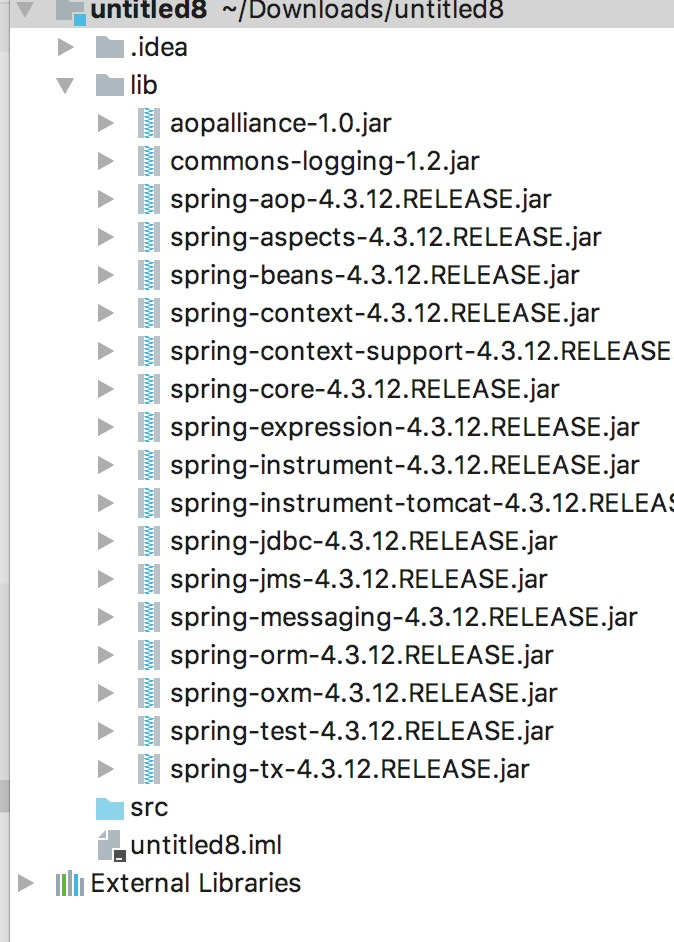 untitled8 ~/Downloads/untitled8
.idea
lib
aopalliance-1.0.jar
commons-logging-1.2.jar
spring-aop-4.3.12.RELEASE.jar
spring-aspects-4.3.12.RELEASE.jar
spring-beans-4.3.12.RELEASE.jar
spring-context-4.3.12.RELEASE.jar
spring-context-support-4.3.12.RELEASE.
spring-core-4.3.12.RELEASE.jar
spring-expression-4.3.12.RELEASE.jar
spring-instrument-4.3.12.RELEASE.jar
spring-instrument-tomcat-4.3.12.RELEAS
spring-jdbc-4.3.12.RELEASE.jar
spring-jms-4.3.12.RELEASE.jar
spring-messaging-4.3.12.RELEASE.jar
spring-orm-4.3.12.RELEASE.jar
spring-oxm-4.3.12.RELEASE.jar
spring-test-4.3.12.RELEASE.jar
spring-tx-4.3.12.RELEASE.jar
src
untitled8.iml
External Libraries